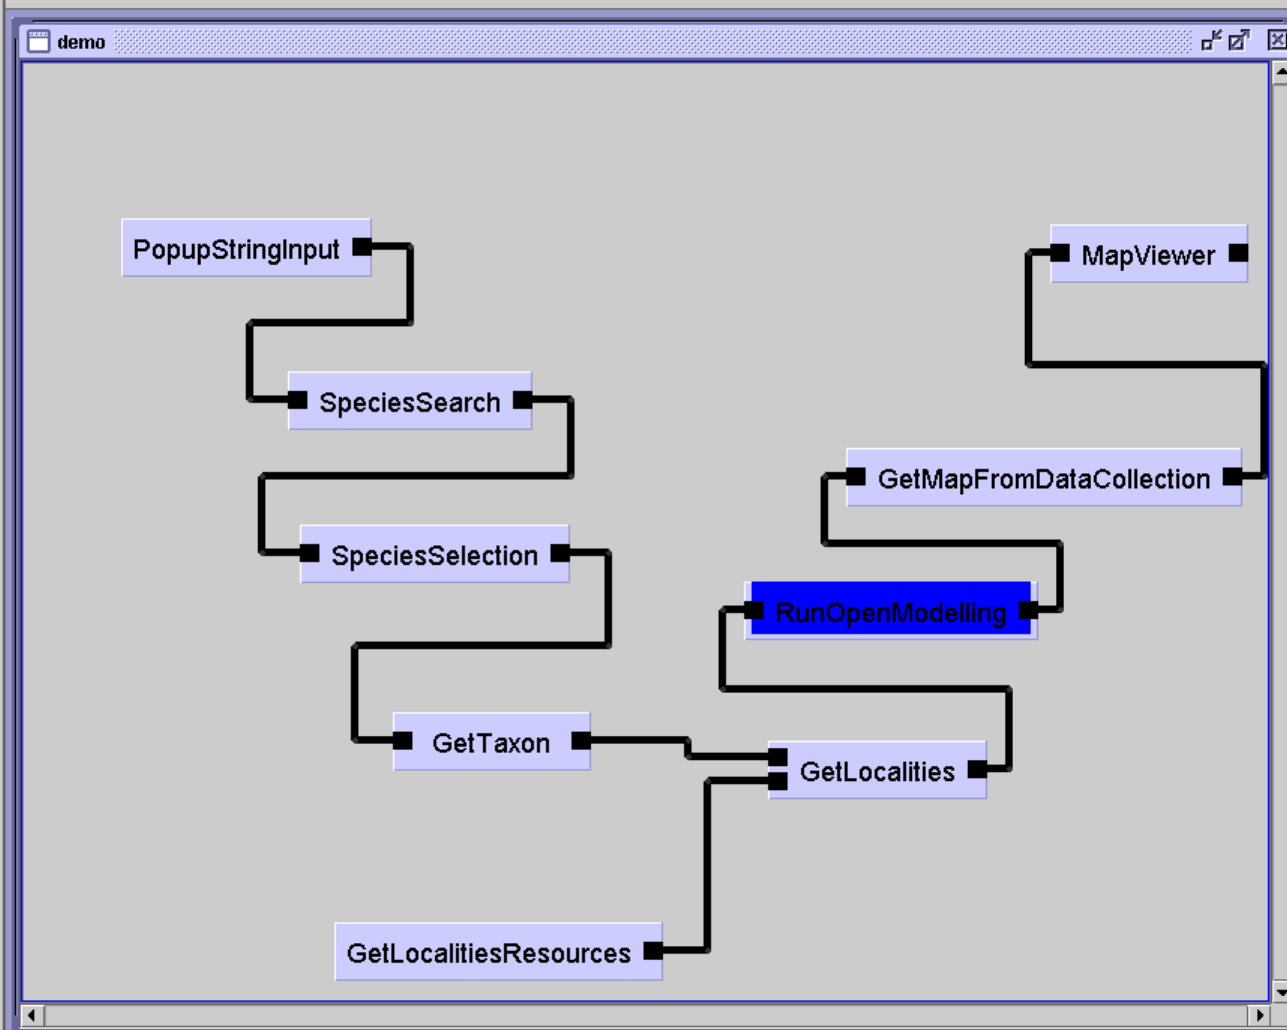 demo
PopupStringInput
MapViewer
SpeciesSearch
GetMapFromDataCollection
SpeciesSelection
RunOpenModelling
GetTaxon
GetLocalities
GetLocalitiesResources